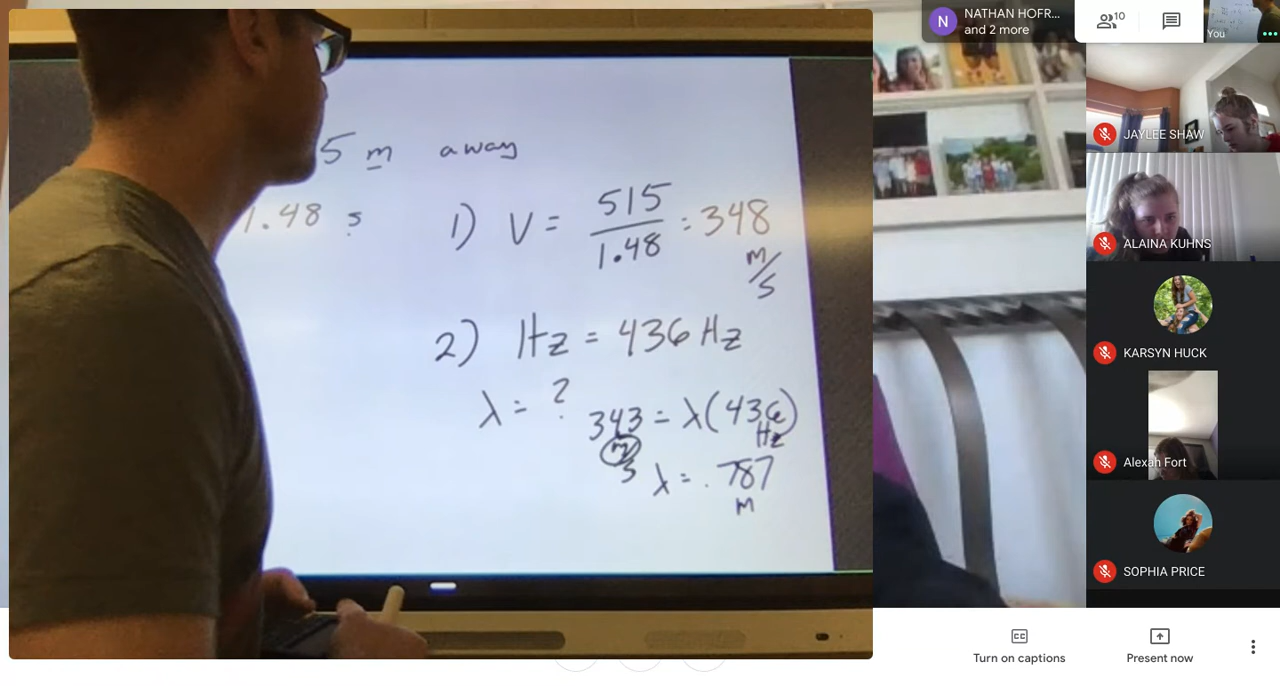 NATHAN HOFR...
and 2 more
10
You
5 m away
1.48 s
1) V = 515 / 1.48 = 348 m/s
2) Hz = 436 Hz
λ = ?
343 m/s = λ(436 Hz)
λ = .787 m
JAYLEE SHAW
ALAINA KUHNS
KARSYN HUCK
Alexah Fort
SOPHIA PRICE
CC
Turn on captions
Present now